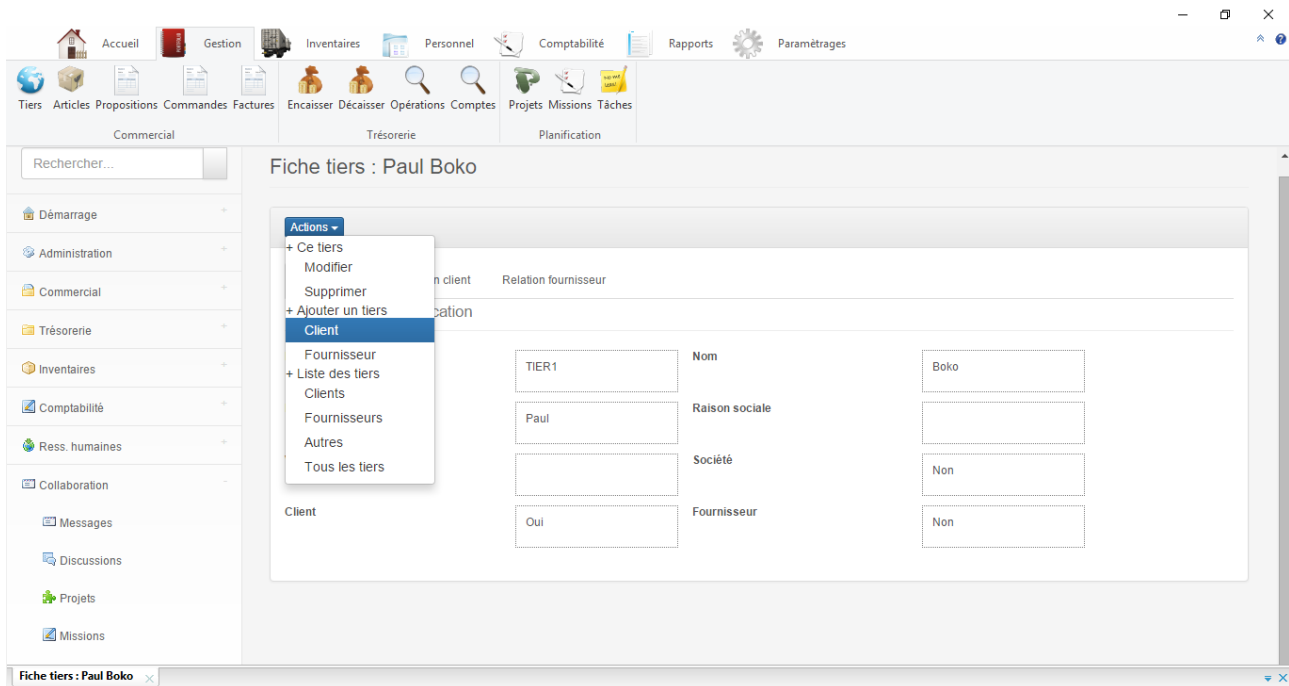 Accueil Gestion Inventaires Personnel Comptabilité Rapports Paramètrages
Tiers Articles Propositions Commandes Factures Encaisser Décaisser Opérations Comptes Projets Missions Tâches
Commercial Trésorerie Planification
Rechercher...
Fiche tiers : Paul Boko
Démarrage
Administration
Commercial
Trésorerie
Inventaires
Comptabilité
Ress. humaines
Collaboration
Messages
Discussions
Projets
Missions
Actions
+ Ce tiers
Modifier
Supprimer
+ Ajouter un tiers
Client
Fournisseur
+ Liste des tiers
Clients
Fournisseurs
Autres
Tous les tiers
n client Relation fournisseur
cation
TIER1 Nom Boko
Paul Raison sociale
Société Non
Client Oui Fournisseur Non
Fiche tiers : Paul Boko